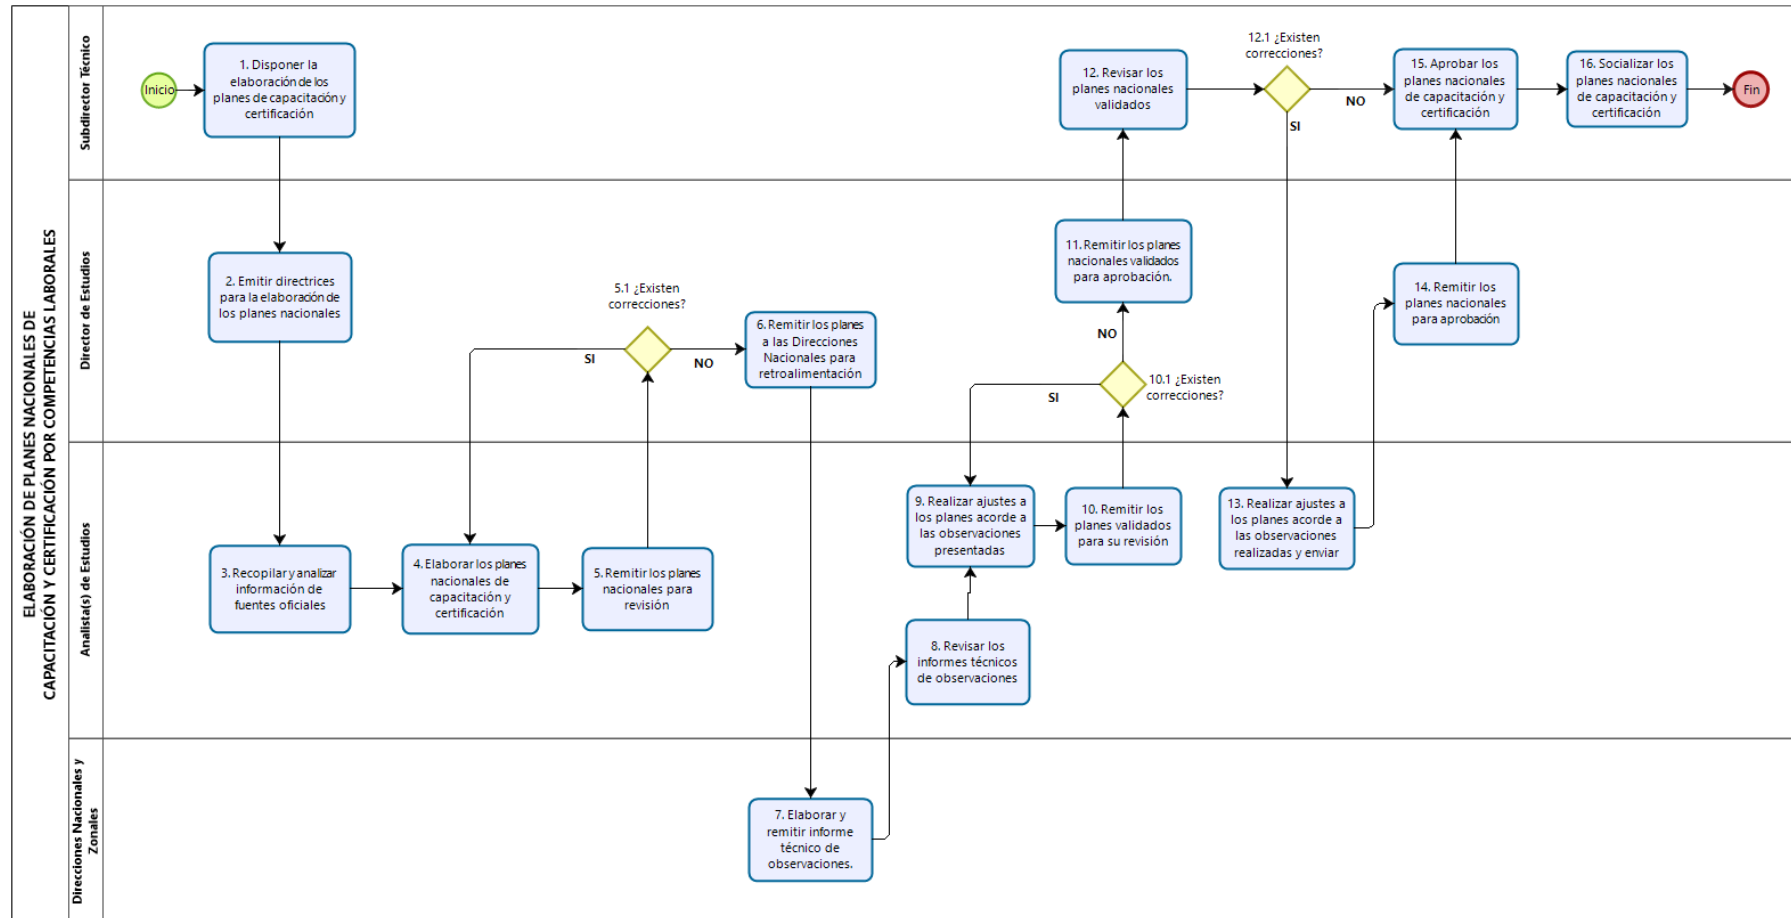 ELABORACIÓN DE PLANES NACIONALES DE
CAPACITACIÓN Y CERTIFICACIÓN POR COMPETENCIAS LABORALES
Subdirector Técnico
Inicio
1. Disponer la
elaboración de los
planes de capacitación y
certificación
12. Revisar los
planes nacionales
validados
12.1 ¿Existen
correcciones?
NO
SI
15. Aprobar los
planes nacionales
de capacitación y
certificación
16. Socializar los
planes nacionales
de capacitación y
certificación
Fin
Director de Estudios
2. Emitir directrices
para la elaboración de
los planes nacionales
5.1 ¿Existen
correcciones?
SI
NO
6. Remitir los planes
a las Direcciones
Nacionales para
retroalimentación
11. Remitir los planes
nacionales validados
para aprobación.
NO
10.1 ¿Existen
correcciones?
SI
14. Remitir los
planes nacionales
para aprobación
Analista(s) de Estudios
3. Recopilar y analizar
información de
fuentes oficiales
4. Elaborar los planes
nacionales de
capacitación y
certificación
5. Remitir los planes
nacionales para
revisión
8. Revisar los
informes técnicos
de observaciones
9. Realizar ajustes a
los planes acorde a
las observaciones
presentadas
10. Remitir los
planes validados
para su revisión
13. Realizar ajustes a
los planes acorde a
las observaciones
realizadas y enviar
Direcciones Nacionales y
Zonales
7. Elaborar y
remitir informe
técnico de
observaciones.